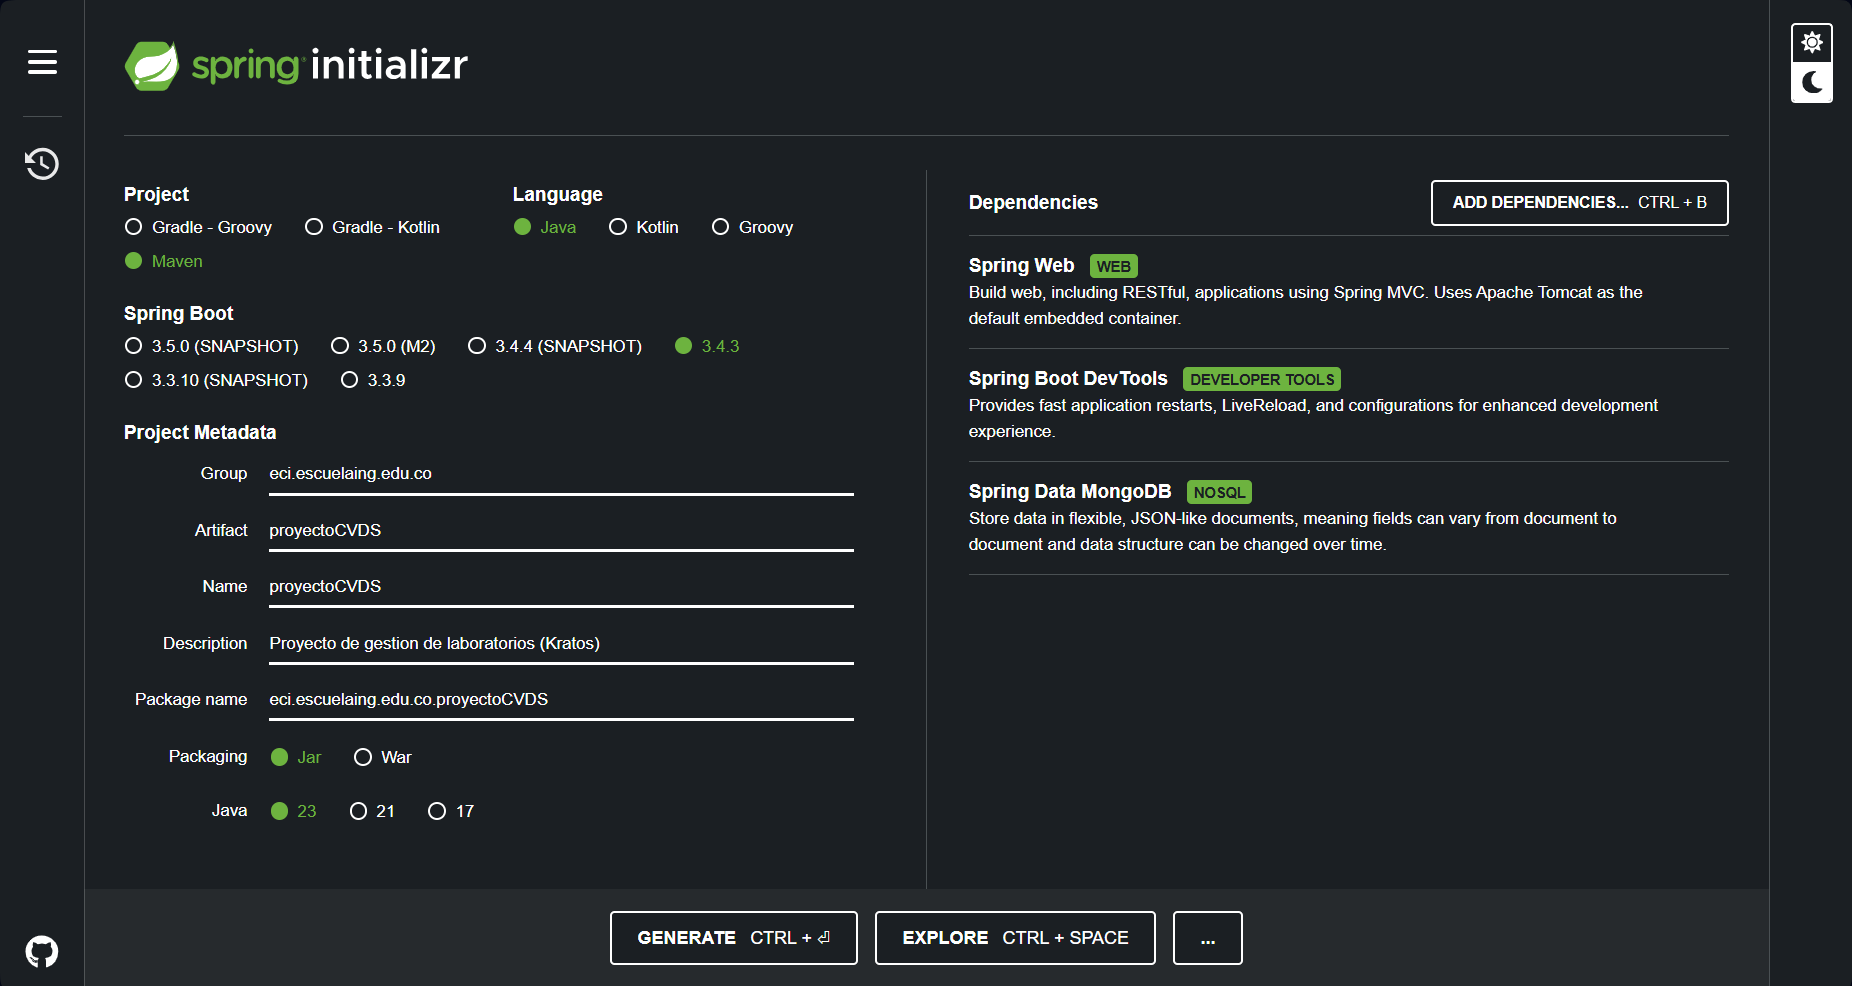 spring initializr
Project
Gradle - Groovy Gradle - Kotlin
Maven
Language
Java Kotlin Groovy
Spring Boot
3.5.0 (SNAPSHOT) 3.5.0 (M2) 3.4.4 (SNAPSHOT) 3.4.3
3.3.10 (SNAPSHOT) 3.3.9
Project Metadata
Group eci.escuelaing.edu.co
Artifact proyectoCVDS
Name proyectoCVDS
Description Proyecto de gestion de laboratorios (Kratos)
Package name eci.escuelaing.edu.co.proyectoCVDS
Packaging Jar War
Java 23 21 17
Dependencies ADD DEPENDENCIES... CTRL + B
Spring Web WEB
Build web, including RESTful, applications using Spring MVC. Uses Apache Tomcat as the
default embedded container.
Spring Boot DevTools DEVELOPER TOOLS
Provides fast application restarts, LiveReload, and configurations for enhanced development
experience.
Spring Data MongoDB NOSQL
Store data in flexible, JSON-like documents, meaning fields can vary from document to
document and data structure can be changed over time.
GENERATE CTRL + ⏎ EXPLORE CTRL + SPACE ...